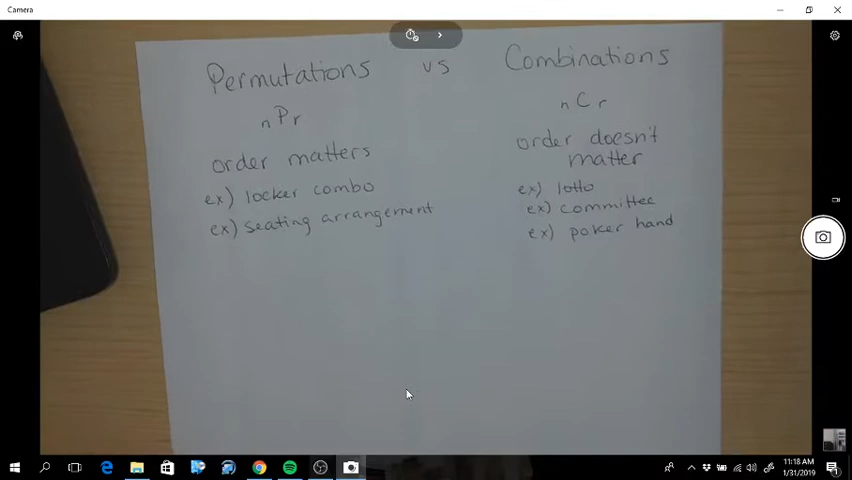 Camera
Permutations vs Combinations
nPr
nCr
order matters
order doesn't
matter
ex) locker combo
ex) lotto
ex) seating arrangement
ex) committee
ex) poker hand
11:18 AM
1/31/2019